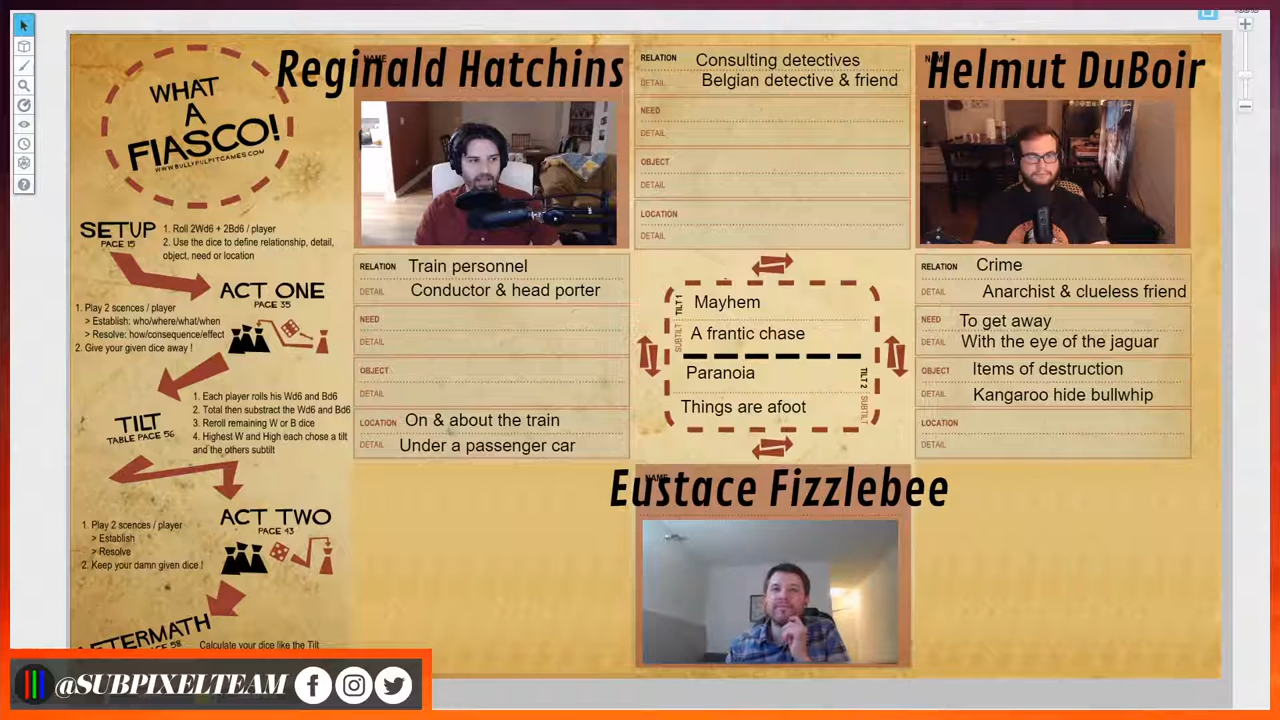 WHAT
A
FIASCO!
WWW.BULLYPULPITGAMES.COM
SETUP
PAGE 15
1. Roll 2Wd6 + 2Bd6 / player
2. Use the dice to define relationship, detail,
object, need or location
ACT ONE
PAGE 35
1. Play 2 scences / player
> Establish: who/where/what/when
> Resolve: how/consequence/effect
2. Give your given dice away !
TILT
TABLE PAGE 56
1. Each player rolls his Wd6 and Bd6
2. Total then substract the Wd6 and Bd6
3. Reroll remaining W or B dice
4. Highest W and High each chose a tilt
and the others subtilt
ACT TWO
PAGE 43
1. Play 2 scences / player
> Establish
> Resolve
2. Keep your damn given dice !
AFTERMATH
58
Calculate your dice like the Tilt
Reginald Hatchins
RELATION Consulting detectives
DETAIL Belgian detective & friend
NEED
DETAIL
OBJECT
DETAIL
LOCATION
DETAIL
Helmut DuBoir
RELATION Train personnel
DETAIL Conductor & head porter
NEED
DETAIL
OBJECT
DETAIL
LOCATION On & about the train
DETAIL Under a passenger car
TILT 1 Mayhem
SUBTILT A frantic chase
Paranoia TILT 2
Things are afoot SUBTILT
RELATION Crime
DETAIL Anarchist & clueless friend
NEED To get away
DETAIL With the eye of the jaguar
OBJECT Items of destruction
DETAIL Kangaroo hide bullwhip
LOCATION
DETAIL
Eustace Fizzlebee
@SUBPIXELTEAM